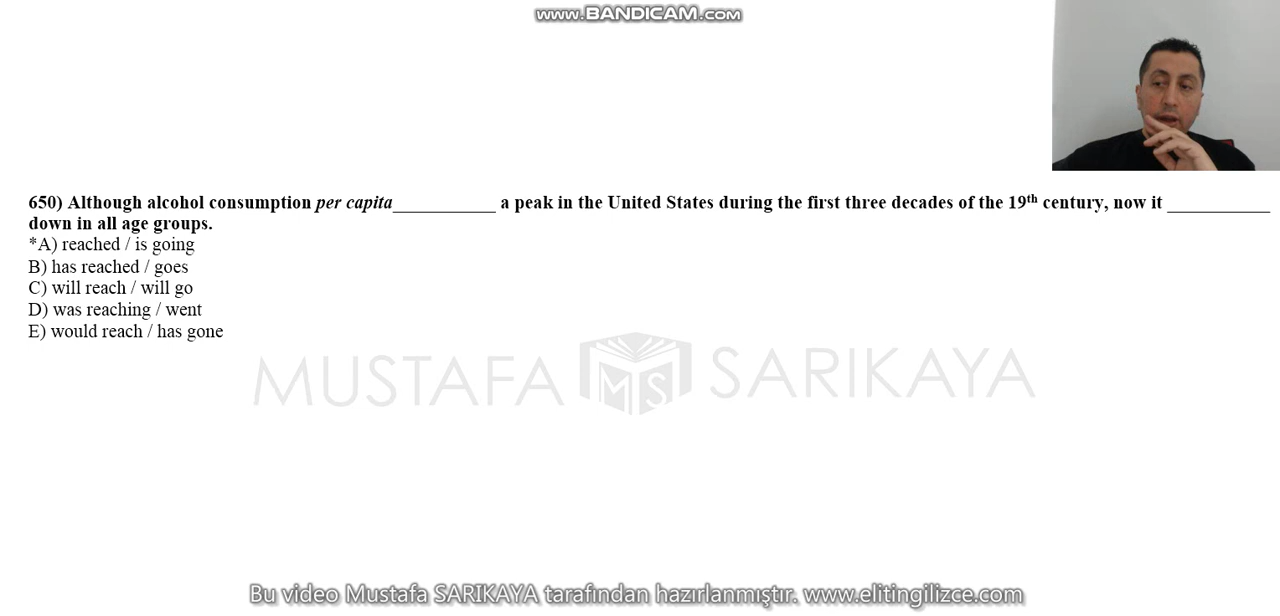 www.BANDICAM.com
650) Although alcohol consumption per capita___________ a peak in the United States during the first three decades of the 19th century, now it ___________
down in all age groups.
*A) reached / is going
B) has reached / goes
C) will reach / will go
D) was reaching / went
E) would reach / has gone
MUSTAFA MS SARIKAYA
Bu video Mustafa SARIKAYA tarafından hazırlanmıştır. www.elitingilizce.com